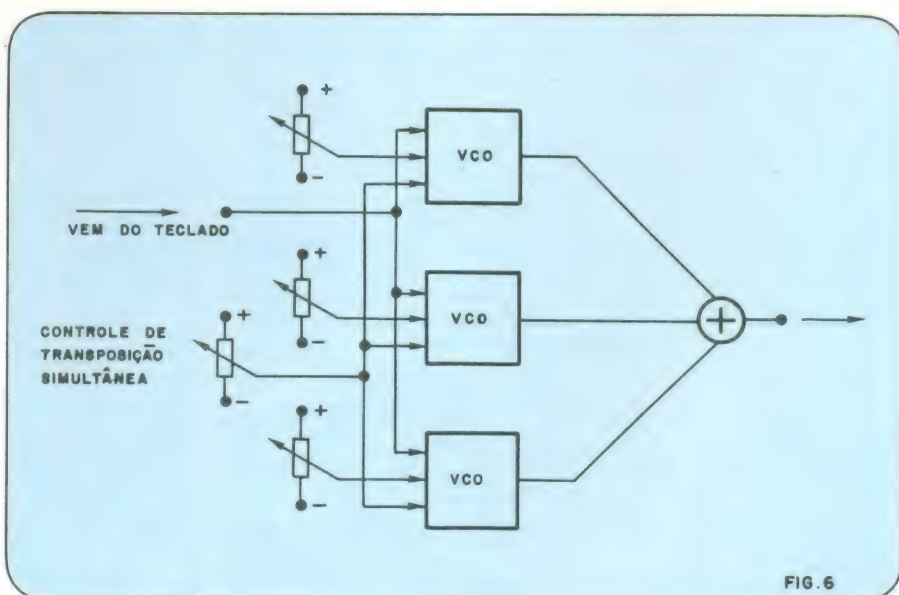 +
VCO
−
VEM DO TECLADO
+
VCO
−
CONTROLE DE
TRANSPOSIÇÃO
SIMULTÂNEA
+
−
+
VCO
−
+
FIG.6